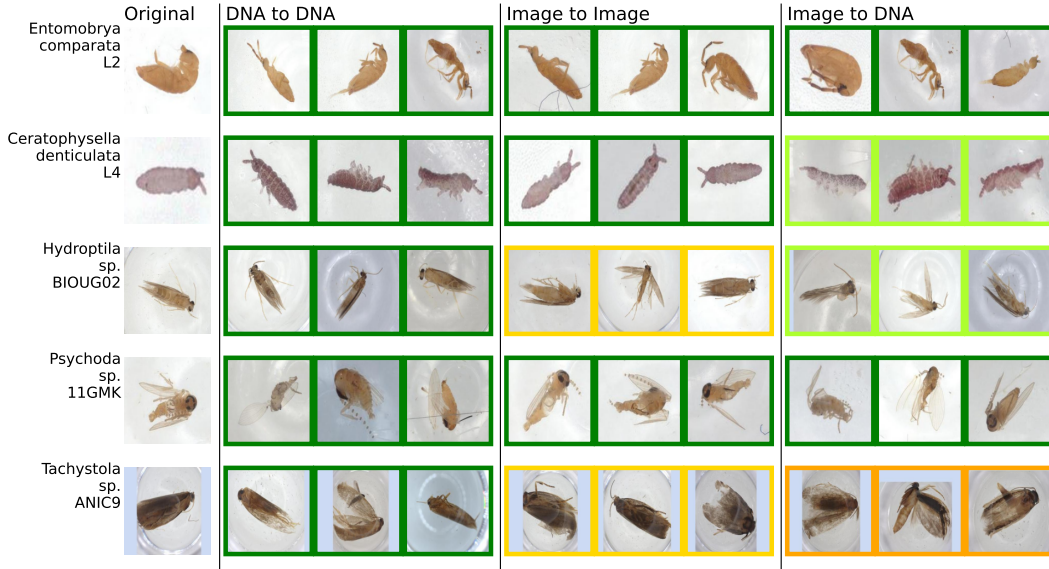 Original
DNA to DNA
Image to Image
Image to DNA
Entomobrya
comparata
L2
Ceratophysella
denticulata
L4
Hydroptila
sp.
BIOUG02
Psychoda
sp.
11GMK
Tachystola
sp.
ANIC9